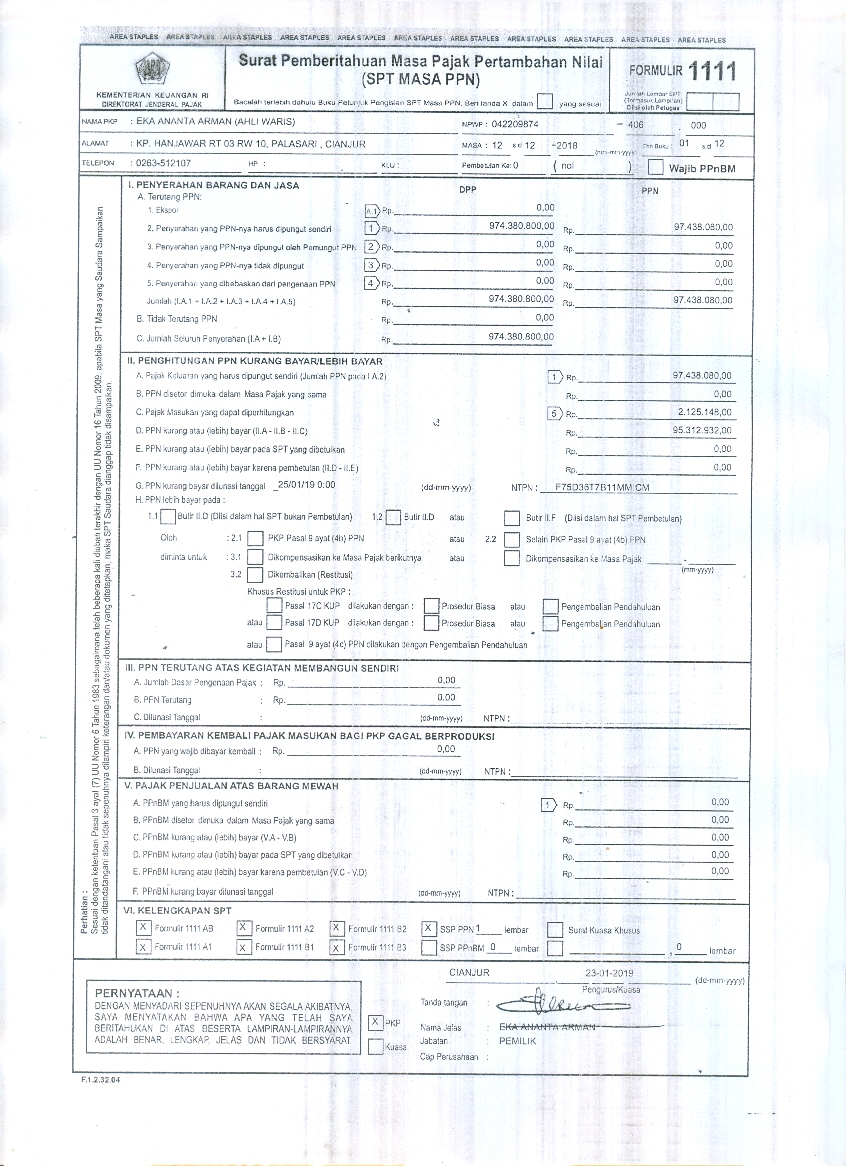 AREA STAPLES AREA STAPLES AREA STAPLES AREA STAPLES AREA STAPLES AREA STAPLES AREA STAPLES AREA STAPLES AREA STAPLES AREA STAPLES AREA STAPLES
KEMENTERIAN KEUANGAN RI
DIREKTORAT JENDERAL PAJAK
Surat Pemberitahuan Masa Pajak Pertambahan Nilai
(SPT MASA PPN)
Bacalah terlebih dahulu Buku Petunjuk Pengisian SPT Masa PPN, Beri tanda X dalam yang sesuai
FORMULIR 1111
Jumlah Lembar SPT
(Termasuk Lampiran)
Diisi oleh Petugas
NAMA PKP : EKA ANANTA ARMAN (AHLI WARIS) NPWP : 042209874 - 406 . 000
ALAMAT : KP. HANJAWAR RT 03 RW 10, PALASARI , CIANJUR MASA : 12 s.d 12 -2018 (mm-mm-yyyy) Thn Buku : 01 s.d 12
TELEPON : 0263-512107 HP : KLU : Pembetulan Ke: 0 ( nol ) Wajib PPnBM
I. PENYERAHAN BARANG DAN JASA DPP PPN
A. Terutang PPN:
1. Ekspor A.1 Rp. 0,00
2. Penyerahan yang PPN-nya harus dipungut sendiri 1 Rp. 974.380.800,00 Rp. 97.438.080,00
3. Penyerahan yang PPN-nya dipungut oleh Pemungut PPN 2 Rp. 0,00 Rp. 0,00
4. Penyerahan yang PPN-nya tidak dipungut 3 Rp. 0,00 Rp. 0,00
5. Penyerahan yang dibebaskan dari pengenaan PPN 4 Rp. 0,00 Rp. 0,00
Jumlah (I.A.1 + I.A.2 + I.A.3 + I.A.4 + I.A.5) Rp. 974.380.800,00 Rp. 97.438.080,00
B. Tidak Terutang PPN Rp. 0,00
C. Jumlah Seluruh Penyerahan (I.A + I.B) Rp. 974.380.800,00
II. PENGHITUNGAN PPN KURANG BAYAR/LEBIH BAYAR
A. Pajak Keluaran yang harus dipungut sendiri (Jumlah PPN pada I.A.2) 1 Rp. 97.438.080,00
B. PPN disetor dimuka dalam Masa Pajak yang sama Rp. 0,00
C. Pajak Masukan yang dapat diperhitungkan 5 Rp. 2.125.148,00
D. PPN kurang atau (lebih) bayar (II.A - II.B - II.C) Rp. 95.312.932,00
E. PPN kurang atau (lebih) bayar pada SPT yang dibetulkan Rp. 0,00
F. PPN kurang atau (lebih) bayar karena pembetulan (II.D - II.E) Rp. 0,00
G. PPN kurang bayar dilunasi tanggal 25/01/19 0:00 (dd-mm-yyyy) NTPN : F75D36T7B11MMICM
H. PPN lebih bayar pada :
1.1 Butir II.D (Diisi dalam hal SPT bukan Pembetulan) 1.2 Butir II.D atau Butir II.F (Diisi dalam hal SPT Pembetulan)
Oleh : 2.1 PKP Pasal 9 ayat (4b) PPN atau 2.2 Selain PKP Pasal 9 ayat (4b) PPN
diminta untuk : 3.1 Dikompensasikan ke Masa Pajak berikutnya atau Dikompensasikan ke Masa Pajak -
3.2 Dikembalikan (Restitusi) (mm-yyyy)
Khusus Restitusi untuk PKP :
Pasal 17C KUP dilakukan dengan : Prosedur Biasa atau Pengembalian Pendahuluan
atau Pasal 17D KUP dilakukan dengan : Prosedur Biasa atau Pengembalian Pendahuluan
atau Pasal 9 ayat (4c) PPN dilakukan dengan Pengembalian Pendahuluan
III. PPN TERUTANG ATAS KEGIATAN MEMBANGUN SENDIRI
A. Jumlah Dasar Pengenaan Pajak : Rp. 0,00
B. PPN Terutang : Rp. 0,00
C. Dilunasi Tanggal : (dd-mm-yyyy) NTPN :
IV. PEMBAYARAN KEMBALI PAJAK MASUKAN BAGI PKP GAGAL BERPRODUKSI
A. PPN yang wajib dibayar kembali : Rp. 0,00
B. Dilunasi Tanggal : (dd-mm-yyyy) NTPN :
V. PAJAK PENJUALAN ATAS BARANG MEWAH
A. PPnBM yang harus dipungut sendiri 1 Rp. 0,00
B. PPnBM disetor dimuka dalam Masa Pajak yang sama Rp. 0,00
C. PPnBM kurang atau (lebih) bayar (V.A - V.B) Rp. 0,00
D. PPnBM kurang atau (lebih) bayar pada SPT yang dibetulkan Rp. 0,00
E. PPnBM kurang atau (lebih) bayar karena pembetulan (V.C - V.D) Rp. 0,00
F. PPnBM kurang bayar dilunasi tanggal (dd-mm-yyyy) NTPN :
VI. KELENGKAPAN SPT
X Formulir 1111 AB X Formulir 1111 A2 X Formulir 1111 B2 X SSP PPN 1 lembar Surat Kuasa Khusus
X Formulir 1111 A1 X Formulir 1111 B1 X Formulir 1111 B3 SSP PPnBM 0 lembar , 0 lembar
Perhatian :
Sesuai dengan ketentuan Pasal 3 ayat (7) UU Nomor 6 Tahun 1983 sebagaimana telah beberapa kali diubah terakhir dengan UU Nomor 16 Tahun 2009, apabila SPT Masa yang Saudara Sampaikan
tidak ditandatangani atau tidak sepenuhnya dilampiri keterangan dan/atau dokumen yang ditetapkan, maka SPT Saudara dianggap tidak disampaikan.
PERNYATAAN :
DENGAN MENYADARI SEPENUHNYA AKAN SEGALA AKIBATNYA,
SAYA MENYATAKAN BAHWA APA YANG TELAH SAYA
BERITAHUKAN DI ATAS BESERTA LAMPIRAN-LAMPIRANNYA
ADALAH BENAR, LENGKAP, JELAS DAN TIDAK BERSYARAT
X PKP
Kuasa
CIANJUR 23-01-2019 (dd-mm-yyyy)
Pengurus/Kuasa
Tanda tangan :
Nama Jelas : EKA ANANTA ARMAN
Jabatan : PEMILIK
Cap Perusahaan :
F.1.2.32.04